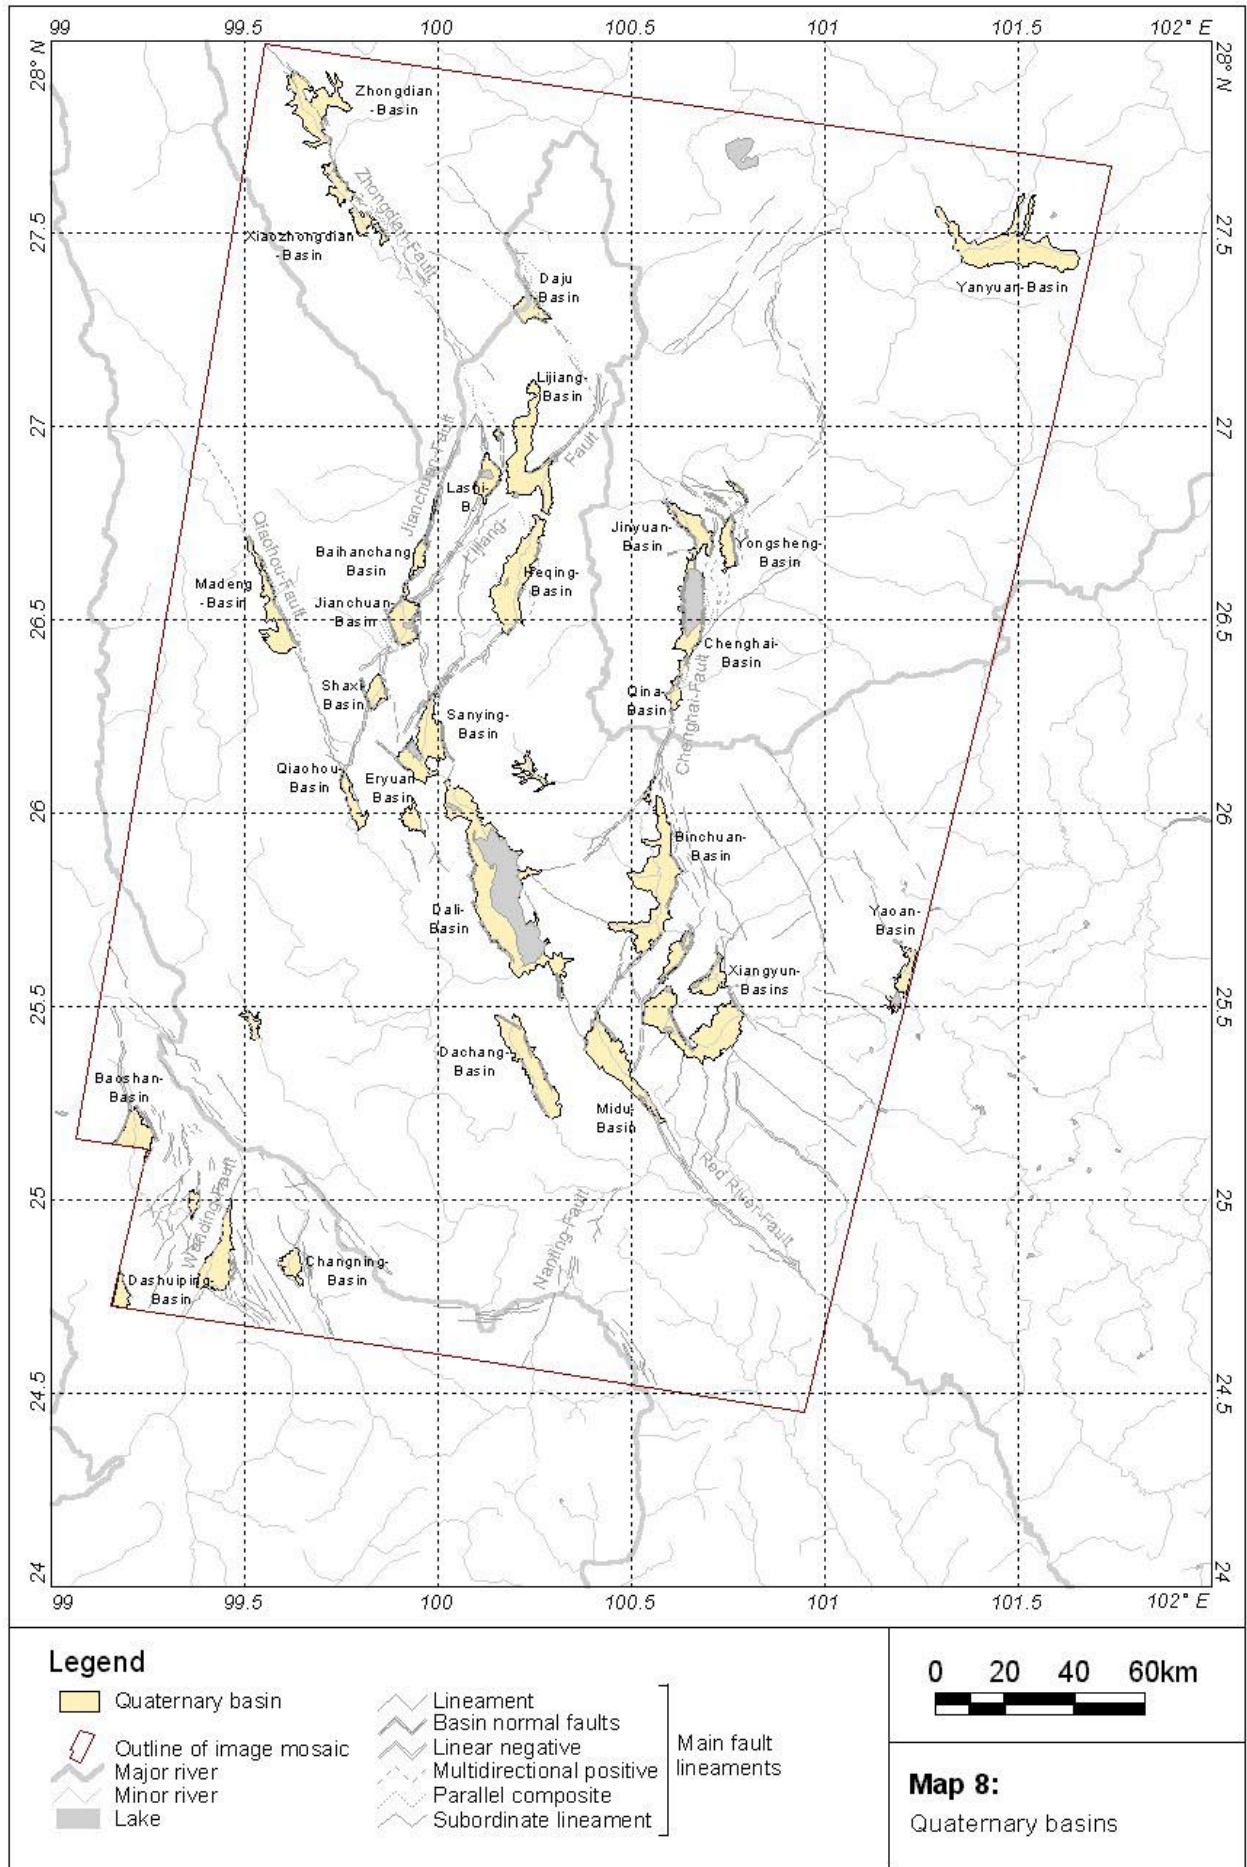 99
99.5
100
100.5
101
101.5
102° E
28° N
28° N
Zhongdian
-Basin
Zhongdian-Fault
27.5
Xiaozhongdian
-Basin
27.5
Yanyuan-Basin
Daju
-Basin
Lijiang-
Basin
27
27
Jianchuan-Fault
Fault
Lashi-
B.
Lijiang-
Qiaohou-Fault
Baihanchang
Basin
Jinyuan-
Basin
Yongsheng-
Basin
Madeng
-Basin
Heqing-
Basin
Jianchuan-
Basin
26.5
26.5
Chenghai-
Basin
Shaxi-
Basin
Qina-
Basin
Chenghai-Fault
Sanying-
Basin
Qiaohou-
Basin
Eryuan-
Basin
26
26
Binchuan-
Basin
Dali-
Basin
Yaoan-
Basin
Xiangyun-
Basins
25.5
25.5
Dachang-
Basin
Baoshan-
Basin
Midu-
Basin
Red River-Fault
25
25
Wanding-Fault
Nanting-Fault
Changning-
Basin
Dashuiping-
Basin
24.5
24.5
24
24
99
99.5
100
100.5
101
101.5
102° E
Legend
Quaternary basin
Outline of image mosaic
Major river
Minor river
Lake
Lineament
Basin normal faults
Linear negative
Multidirectional positive
Parallel composite
Subordinate lineament
Main fault
lineaments
0 20 40 60km
Map 8:
Quaternary basins